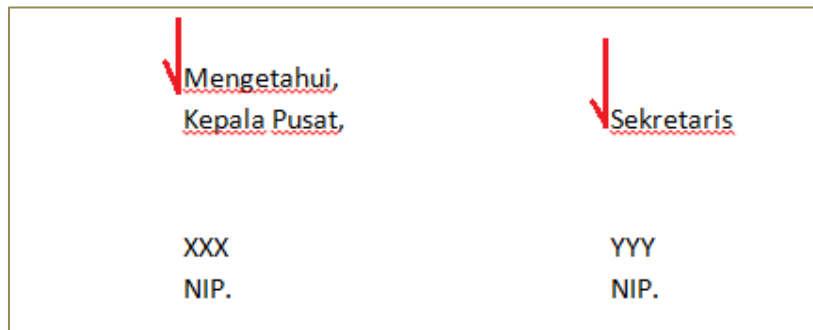 Mengetahui,
Kepala Pusat, Sekretaris
XXX YYY
NIP. NIP.